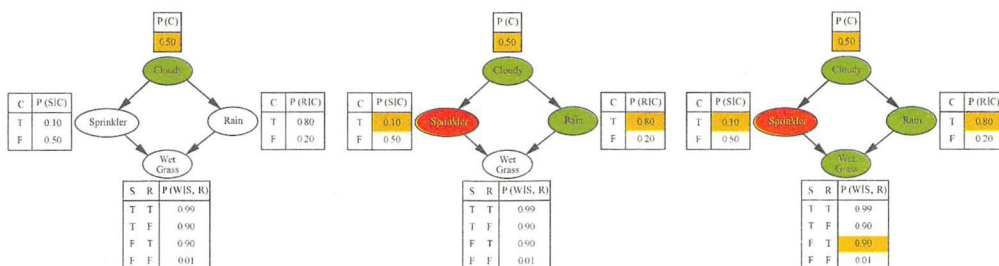 P (C)
0.50
Cloudy
C P (S|C)
T 0.10
F 0.50
Sprinkler
Rain
C P (R|C)
T 0.80
F 0.20
Wet
Grass
S R P (W|S, R)
T T 0.99
T F 0.90
F T 0.90
F F 0.01
P (C)
0.50
Cloudy
C P (S|C)
T 0.10
F 0.50
Sprinkler
Rain
C P (R|C)
T 0.80
F 0.20
Wet
Grass
S R P (W|S, R)
T T 0.99
T F 0.90
F T 0.90
F F 0.01
P (C)
0.50
Cloudy
C P (S|C)
T 0.10
F 0.50
Sprinkler
Rain
C P (R|C)
T 0.80
F 0.20
Wet
Grass
S R P (W|S, R)
T T 0.99
T F 0.90
F T 0.90
F F 0.01